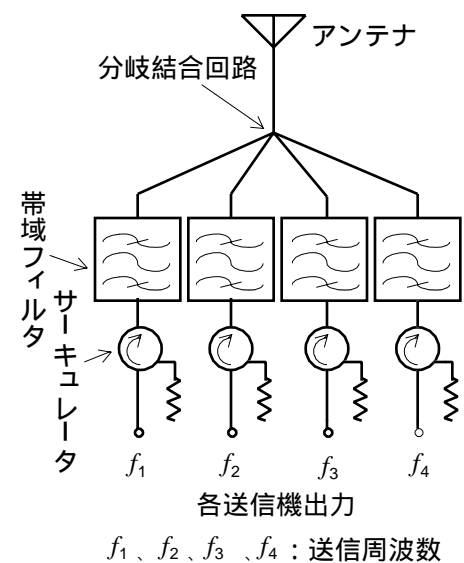 アンテナ
分岐結合回路
帯域フィルタ
サーキュレータ
f1
f2
f3
f4
各送信機出力
f1 、f2 、f3 、f4 : 送信周波数